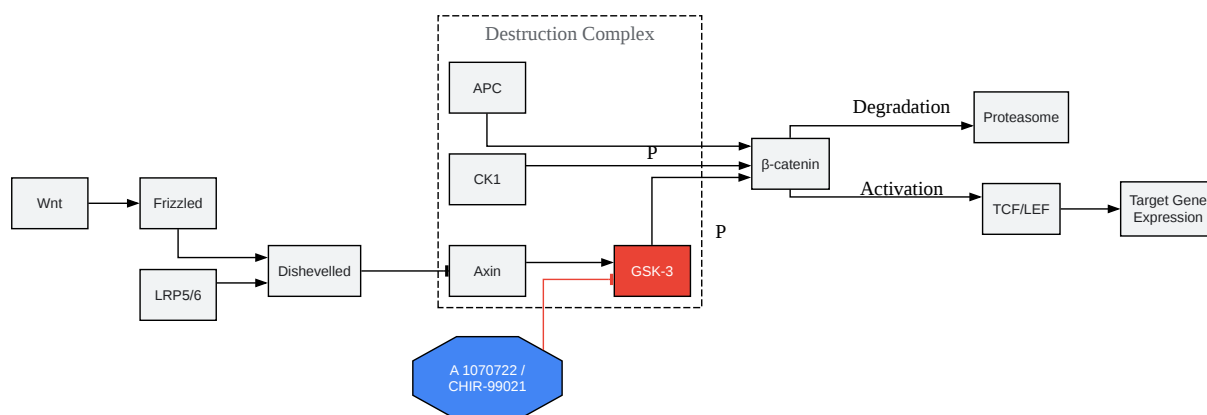 Destruction Complex
APC
Degradation
Proteasome
P
β-catenin
CK1
Wnt
Frizzled
Activation
TCF/LEF
Target Gene
Expression
P
Dishevelled
Axin
GSK-3
LRP5/6
A 1070722 /
CHIR-99021